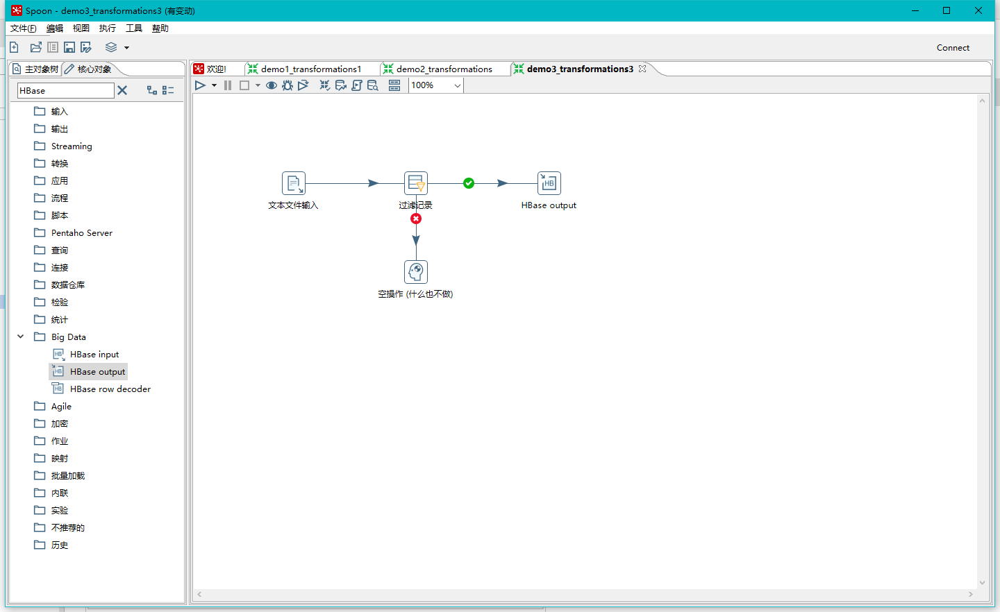 Spoon - demo3_transformations3 (有变动)
文件(F) 编辑 视图 执行 工具 帮助
Connect
主对象树 核心对象
欢迎! demo1_transformations1 demo2_transformations demo3_transformations3
HBase
100%
输入
输出
Streaming
转换
应用
流程
脚本
Pentaho Server
查询
连接
数据仓库
检验
统计
Big Data
HBase input
HBase output
HBase row decoder
Agile
加密
作业
映射
批量加载
内联
实验
不推荐的
历史
HB
文本文件输入 过滤记录 HBase output
空操作 (什么也不做)